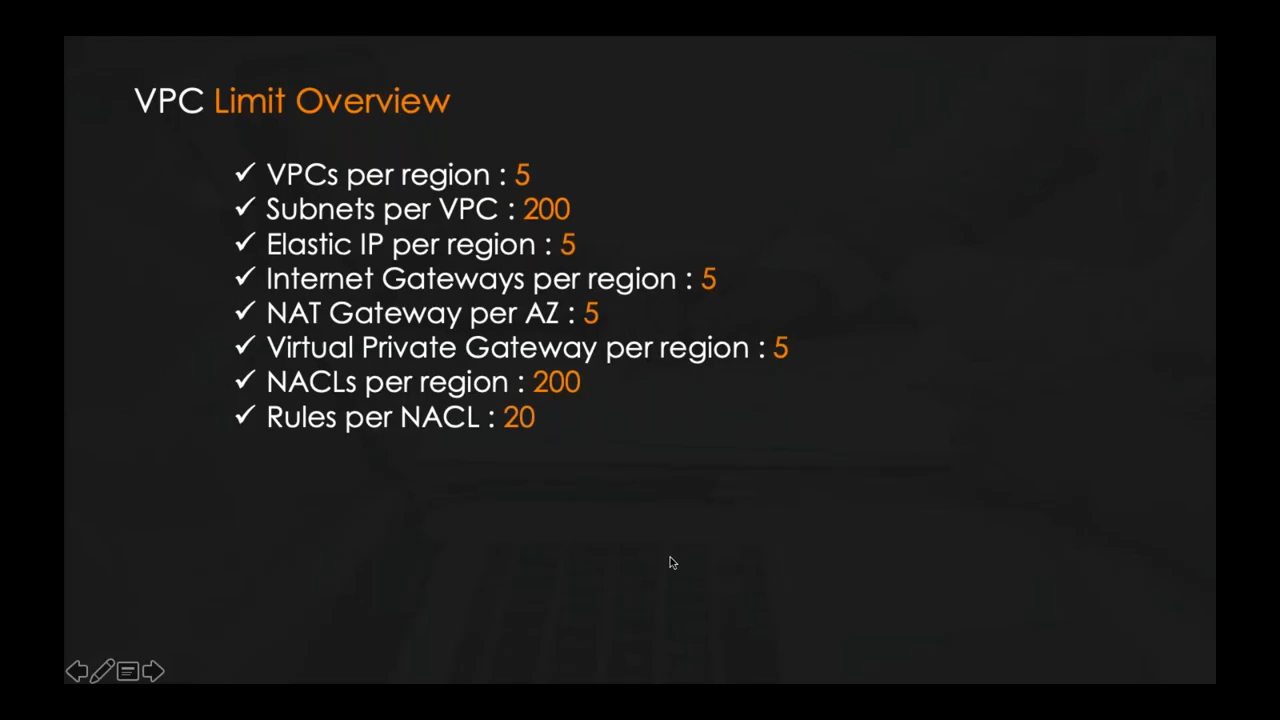 VPC Limit Overview
✓ VPCs per region : 5
✓ Subnets per VPC : 200
✓ Elastic IP per region : 5
✓ Internet Gateways per region : 5
✓ NAT Gateway per AZ : 5
✓ Virtual Private Gateway per region : 5
✓ NACLs per region : 200
✓ Rules per NACL : 20